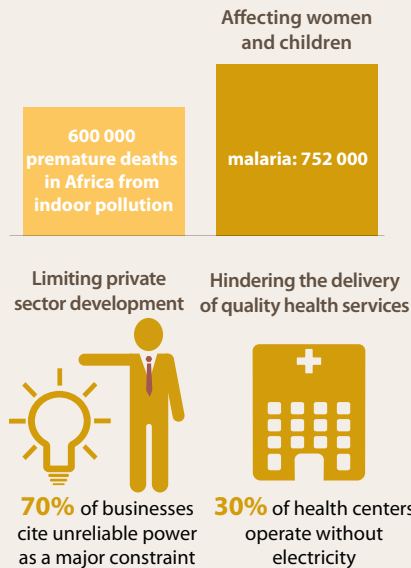 Affecting women
and children
600 000
premature deaths
in Africa from
indoor pollution
malaria: 752 000
Limiting private
sector development
Hindering the delivery
of quality health services
70% of businesses
cite unreliable power
as a major constraint
30% of health centers
operate without
electricity